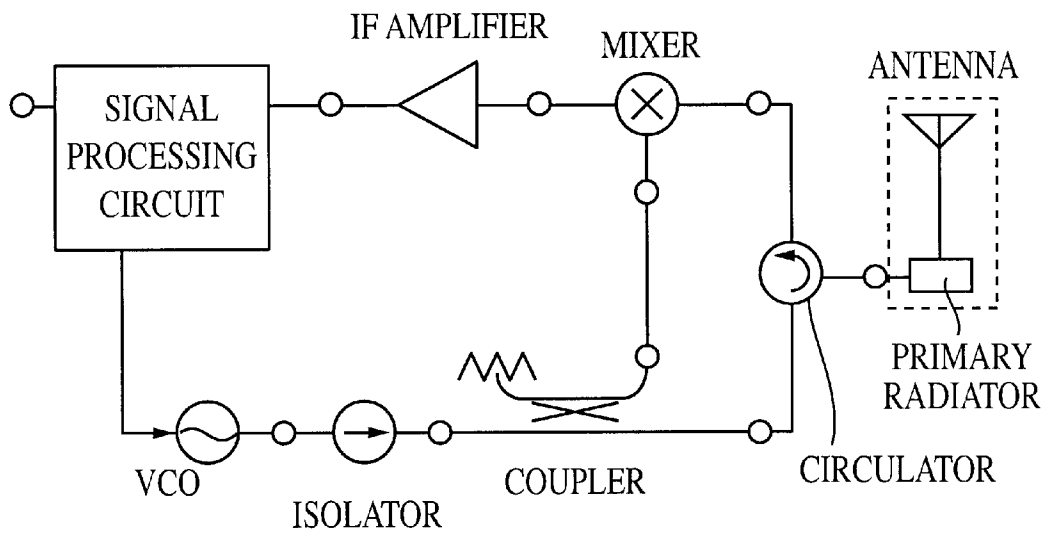 IF AMPLIFIER
MIXER
ANTENNA
SIGNAL
PROCESSING
CIRCUIT
PRIMARY
RADIATOR
CIRCULATOR
VCO
COUPLER
ISOLATOR